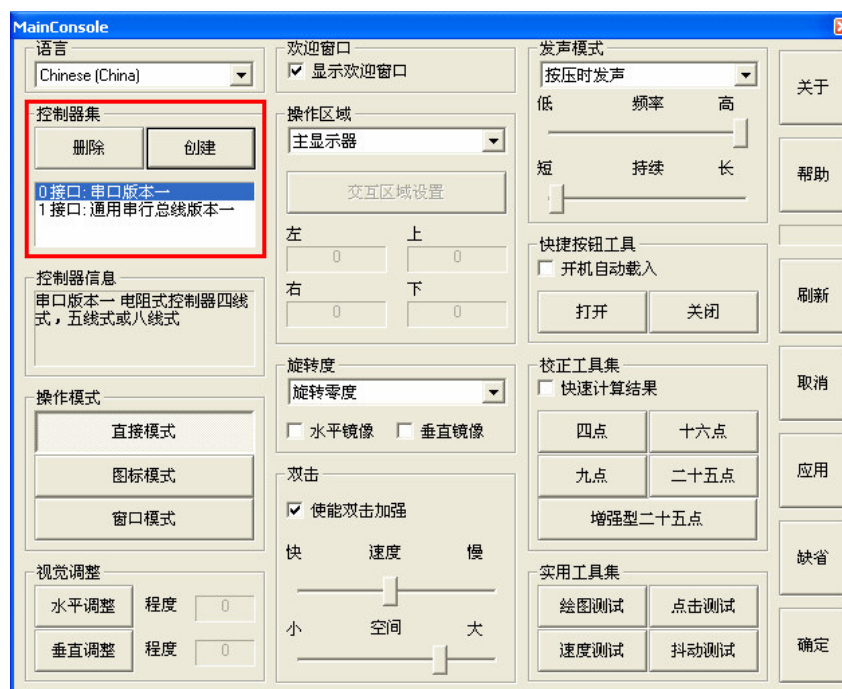 MainConsole
语言
Chinese (China)
控制器集
删除
创建
0接口: 串口版本一
1接口: 通用串行总线版本一
控制器信息
串口版本一 电阻式控制器四线
式，五线式或八线式
操作模式
直接模式
图标模式
窗口模式
视觉调整
水平调整 程度 0
垂直调整 程度 0
欢迎窗口
显示欢迎窗口
操作区域
主显示器
交互区域设置
左 上
0 0
右 下
0 0
旋转度
旋转零度
水平镜像 垂直镜像
双击
使能双击加强
快 速度 慢
小 空间 大
发声模式
按压时发声
低 频率 高
短 持续 长
快捷按钮工具
开机自动载入
打开 关闭
校正工具集
快速计算结果
四点 十六点
九点 二十五点
增强型二十五点
实用工具集
绘图测试 点击测试
速度测试 抖动测试
关于
帮助
刷新
取消
应用
缺省
确定